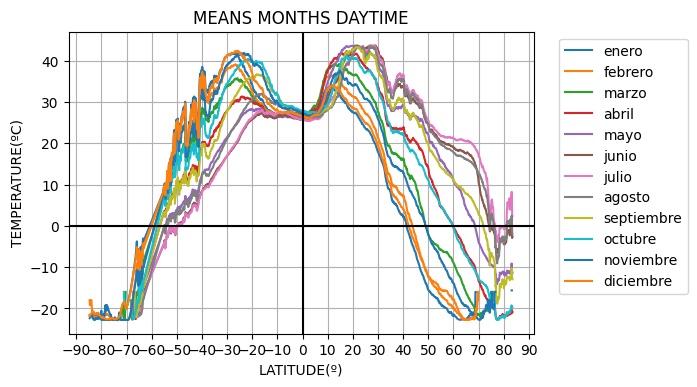 MEANS MONTHS DAYTIME
TEMPERATURE(ºC)
40
30
20
10
0
−10
−20
−90 −80 −70 −60 −50 −40 −30 −20 −10 0 10 20 30 40 50 60 70 80 90
LATITUDE(º)
enero
febrero
marzo
abril
mayo
junio
julio
agosto
septiembre
octubre
noviembre
diciembre